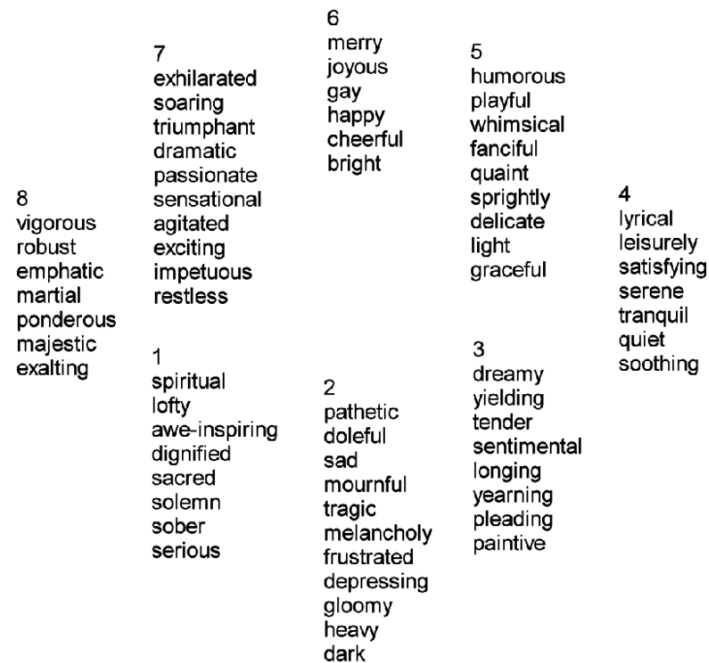 6
merry
joyous
gay
happy
cheerful
bright
7
exhilarated
soaring
triumphant
dramatic
passionate
sensational
agitated
exciting
impetuous
restless
5
humorous
playful
whimsical
fanciful
quaint
sprightly
delicate
light
graceful
8
vigorous
robust
emphatic
martial
ponderous
majestic
exalting
4
lyrical
leisurely
satisfying
serene
tranquil
quiet
soothing
1
spiritual
lofty
awe-inspiring
dignified
sacred
solemn
sober
serious
2
pathetic
doleful
sad
mournful
tragic
melancholy
frustrated
depressing
gloomy
heavy
dark
3
dreamy
yielding
tender
sentimental
longing
yearning
pleading
paintive